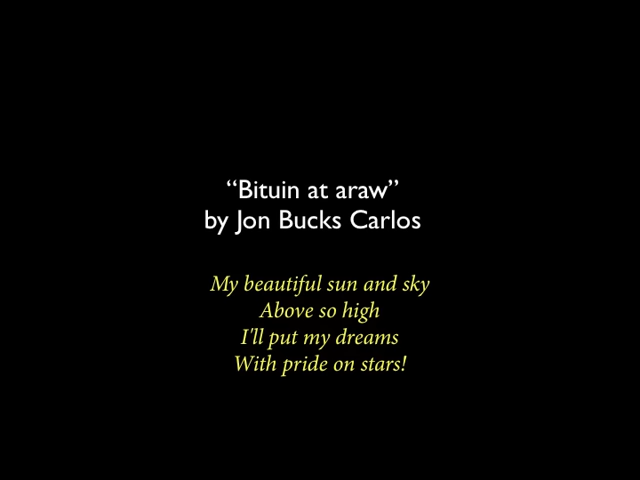 “Bituin at araw”
by Jon Bucks Carlos
My beautiful sun and sky
Above so high
I'll put my dreams
With pride on stars!